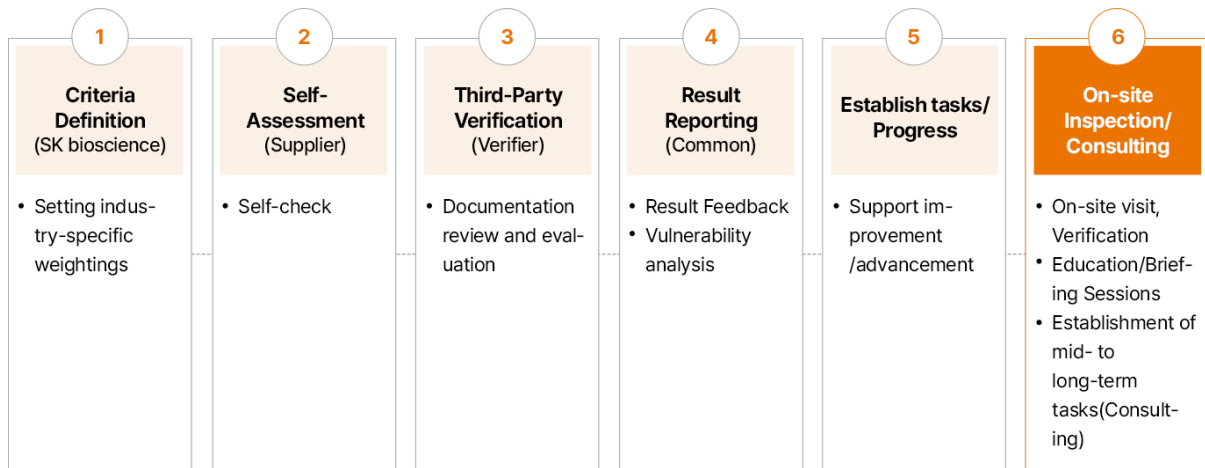 1
Criteria
Definition
(SK bioscience)
• Setting indus-
try-specific
weightings
2
Self-
Assessment
(Supplier)
• Self-check
3
Third-Party
Verification
(Verifier)
• Documentation
review and eval-
uation
4
Result
Reporting
(Common)
• Result Feedback
• Vulnerability
analysis
5
Establish tasks/
Progress
• Support im-
provement
/advancement
6
On-site
Inspection/
Consulting
• On-site visit,
Verification
• Education/Brief-
ing Sessions
• Establishment of
mid- to
long-term
tasks(Consult-
ing)